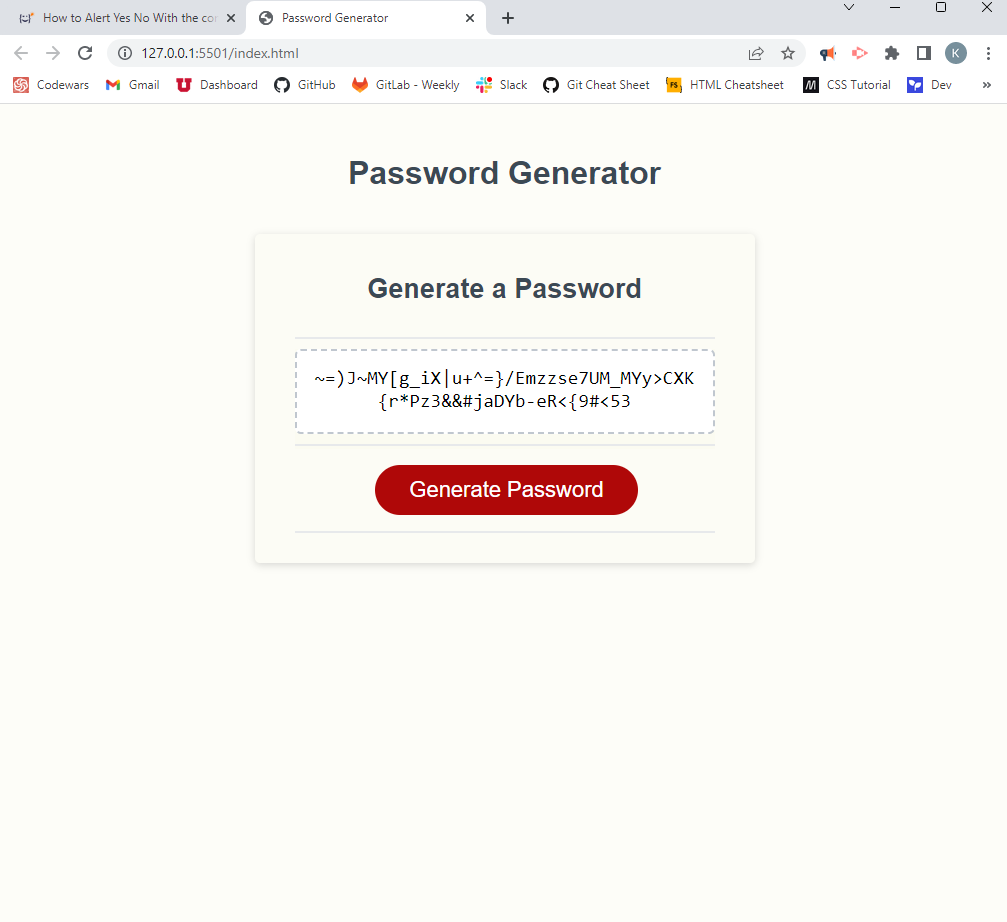 How to Alert Yes No With the cor
Password Generator
127.0.0.1:5501/index.html
K
Codewars
Gmail
Dashboard
GitHub
GitLab - Weekly
Slack
Git Cheat Sheet
FS
HTML Cheatsheet
M
CSS Tutorial
Dev
Password Generator
Generate a Password
~=)J~MY[g_iX|u+^=}/Emzzse7UM_MYy>CXK
{r*Pz3&&#jaDYb-eR<{9#<53
Generate Password